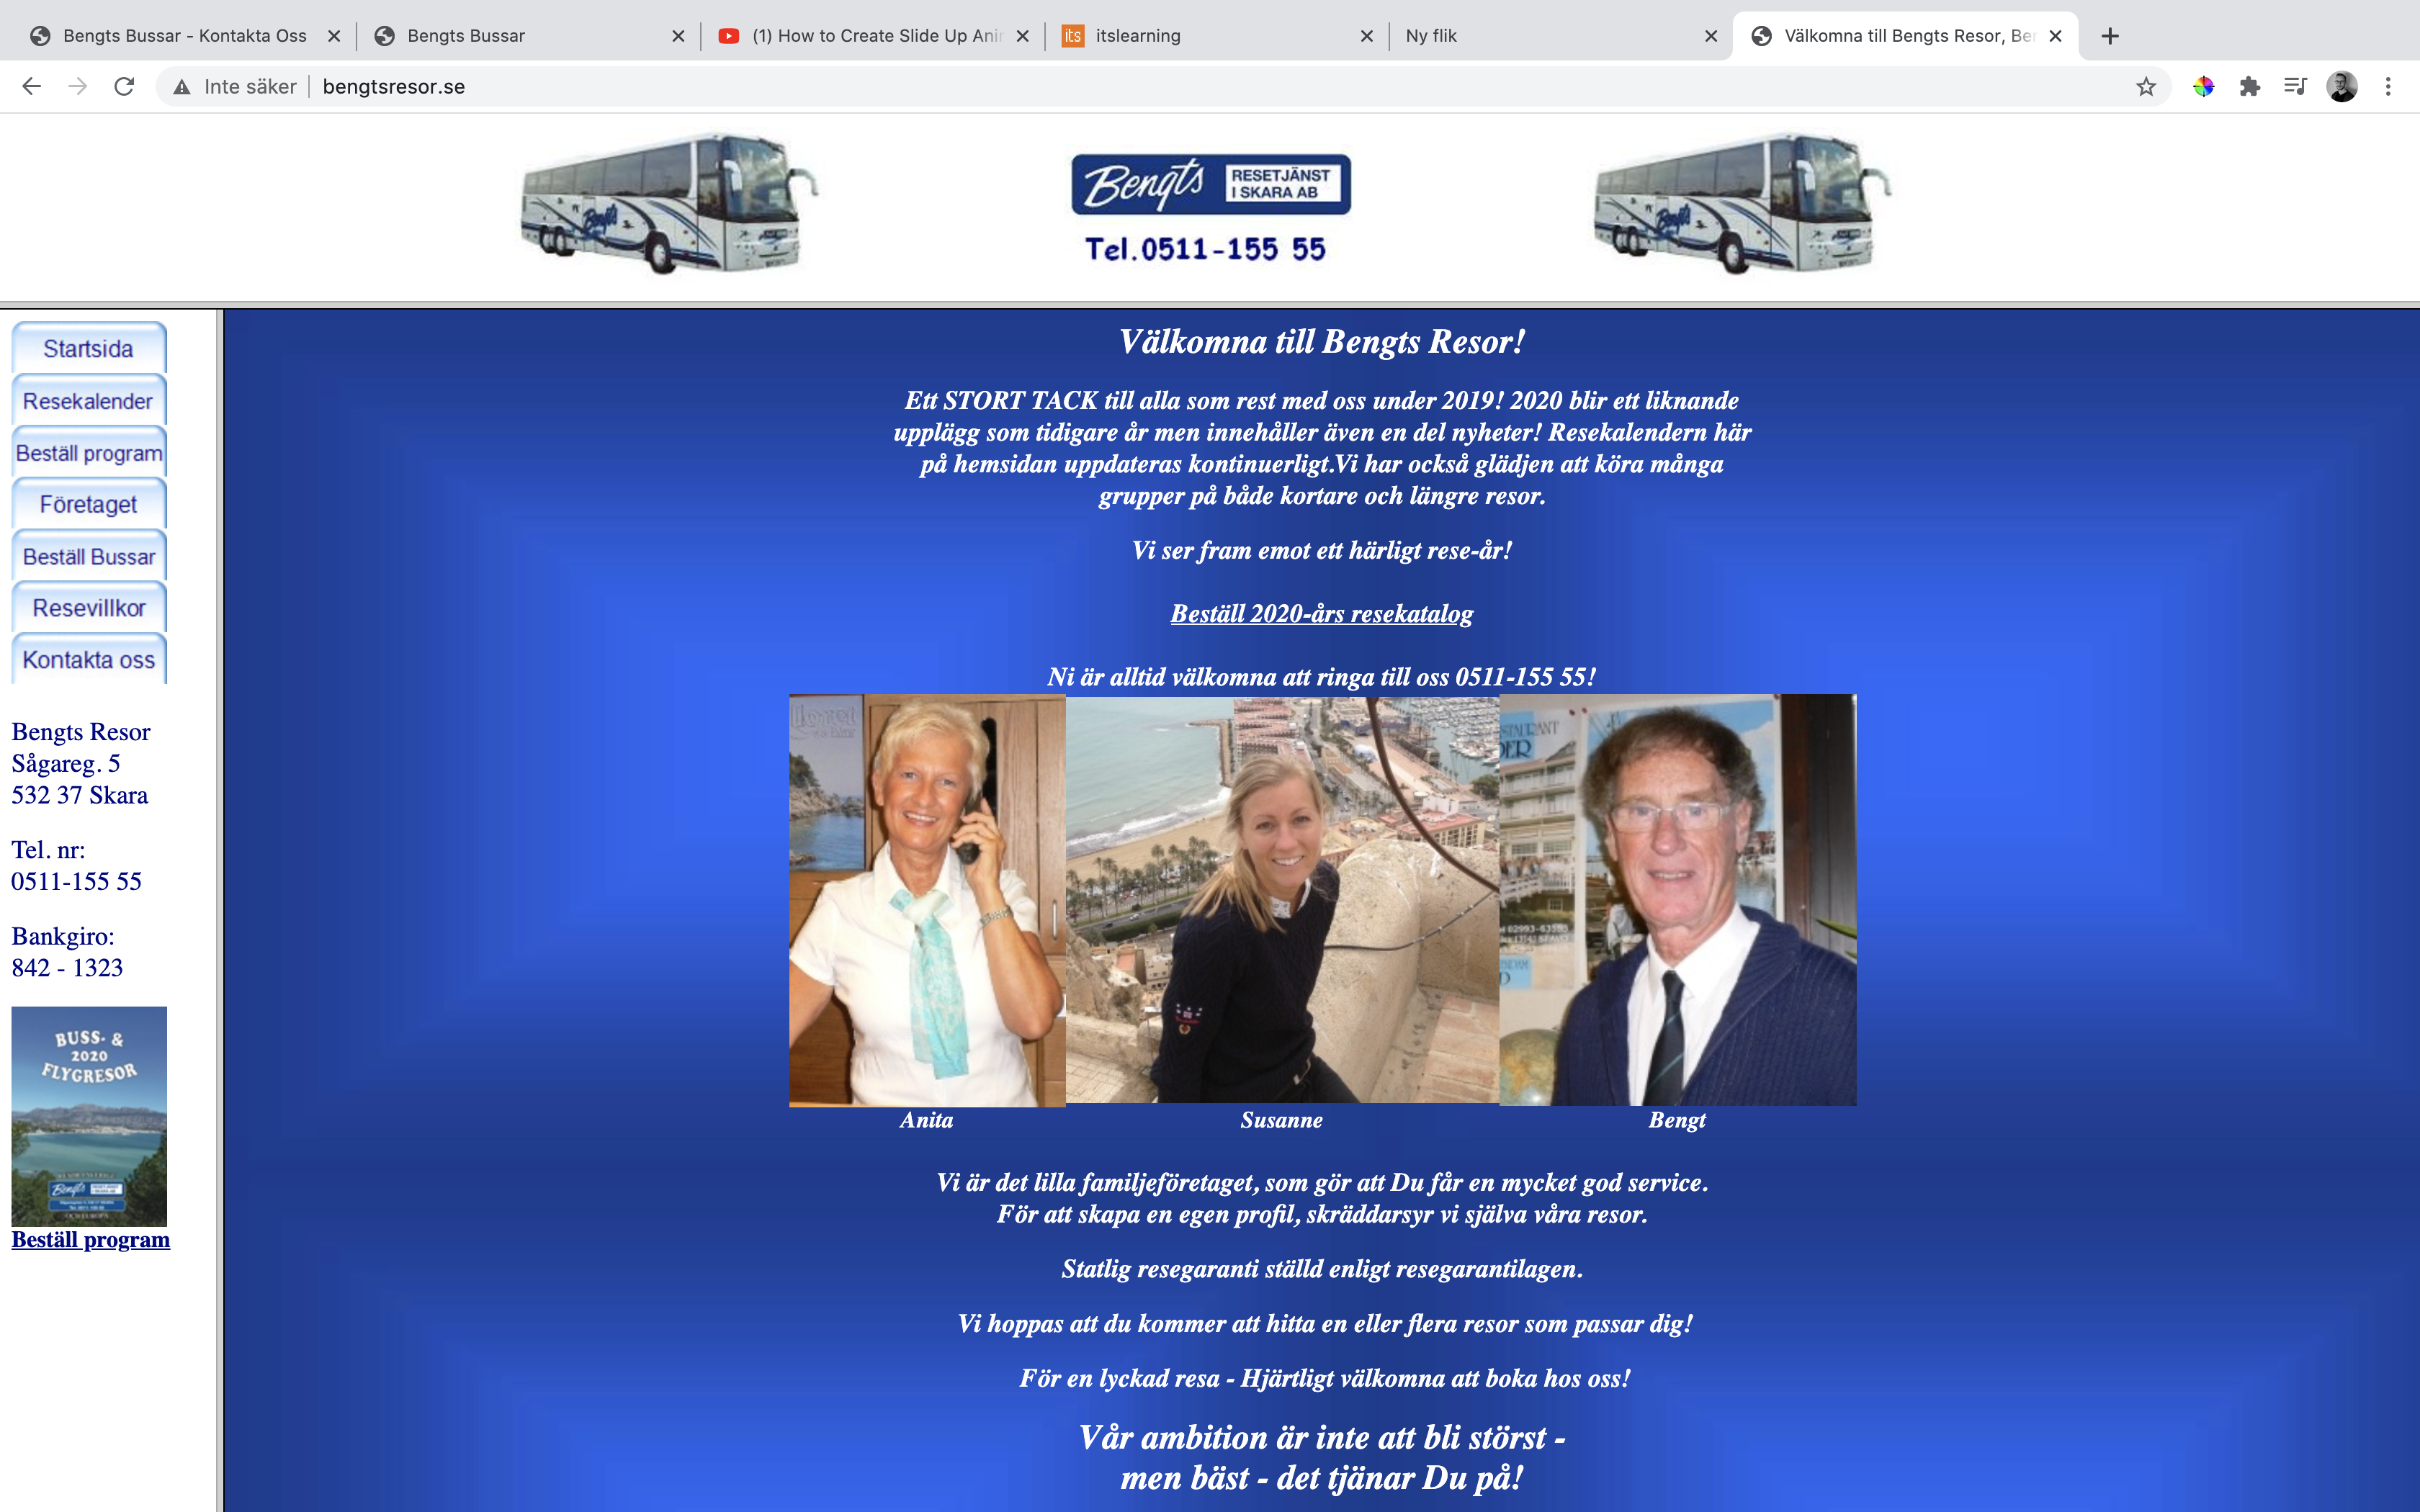 Bengts Bussar - Kontakta Oss
Bengts Bussar
(1) How to Create Slide Up Anir
itslearning
Ny flik
Välkomna till Bengts Resor, Ber
Inte säker
bengtsresor.se
Bengts
RESETJÄNST
I SKARA AB
Tel.0511-155 55
Bengts
Bengts
Startsida
Resekalender
Beställ program
Företaget
Beställ Bussar
Resevillkor
Kontakta oss
Bengts Resor
Sågareg. 5
532 37 Skara
Tel. nr:
0511-155 55
Bankgiro:
842 - 1323
BUSS- &
2020
FLYGRESOR
Bengts
Beställ program
Välkomna till Bengts Resor!
Ett STORT TACK till alla som rest med oss under 2019! 2020 blir ett liknande
upplägg som tidigare år men innehåller även en del nyheter! Resekalendern här
på hemsidan uppdateras kontinuerligt.Vi har också glädjen att köra många
grupper på både kortare och längre resor.
Vi ser fram emot ett härligt rese-år!
Beställ 2020-års resekatalog
Ni är alltid välkomna att ringa till oss 0511-155 55!
Anita
Susanne
Bengt
Vi är det lilla familjeföretaget, som gör att Du får en mycket god service.
För att skapa en egen profil, skräddarsyr vi själva våra resor.
Statlig resegaranti ställd enligt resegarantilagen.
Vi hoppas att du kommer att hitta en eller flera resor som passar dig!
För en lyckad resa - Hjärtligt välkomna att boka hos oss!
Vår ambition är inte att bli störst -
men bäst - det tjänar Du på!